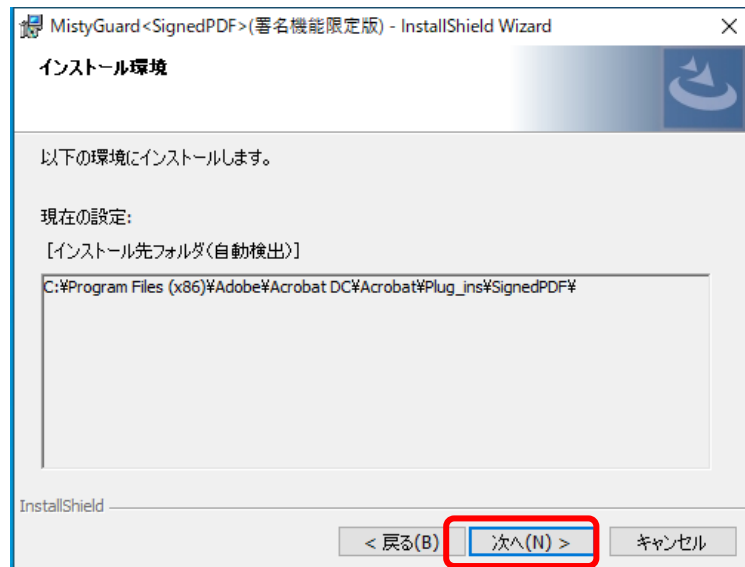 MistyGuard<SignedPDF>(署名機能限定版) - InstallShield Wizard
インストール環境
以下の環境にインストールします。
現在の設定:
[インストール先フォルダ(自動検出)]
C:¥Program Files (x86)¥Adobe¥Acrobat DC¥Acrobat¥Plug_ins¥SignedPDF¥
InstallShield
< 戻る(B) 次へ(N) > キャンセル